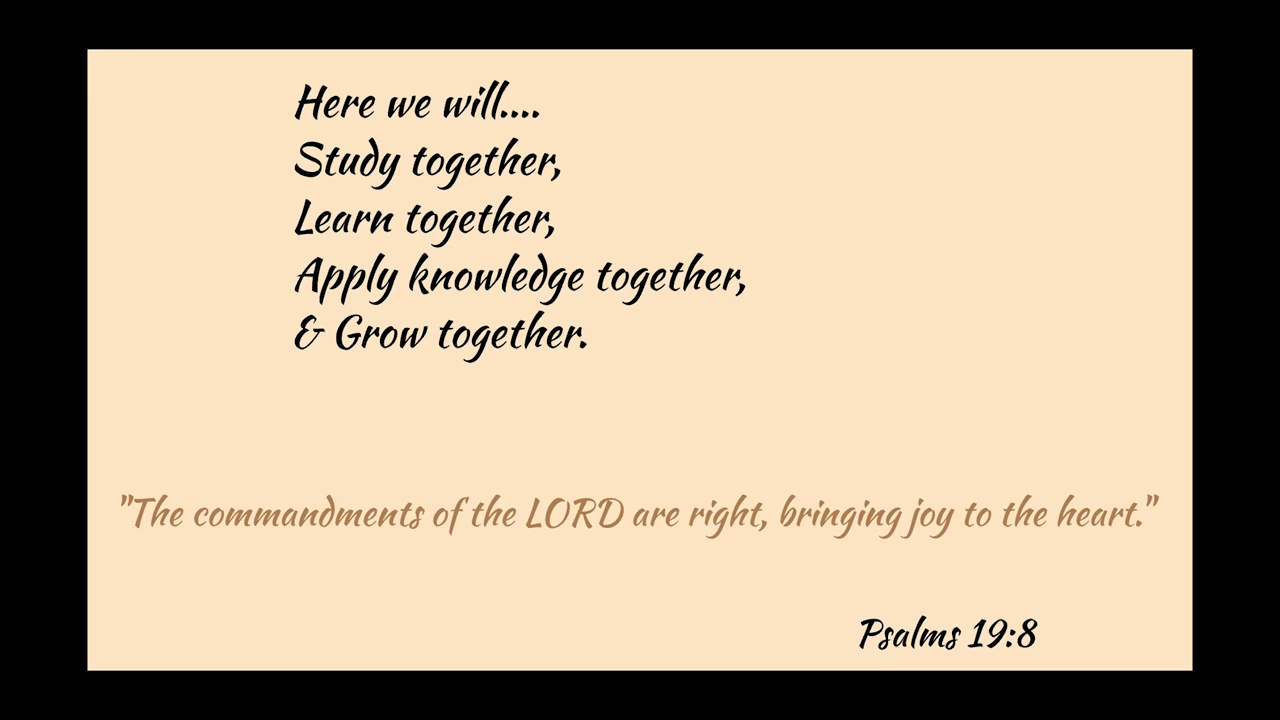 Here we will....
Study together,
Learn together,
Apply knowledge together,
& Grow together.
"The commandments of the LORD are right, bringing joy to the heart."
Psalms 19:8